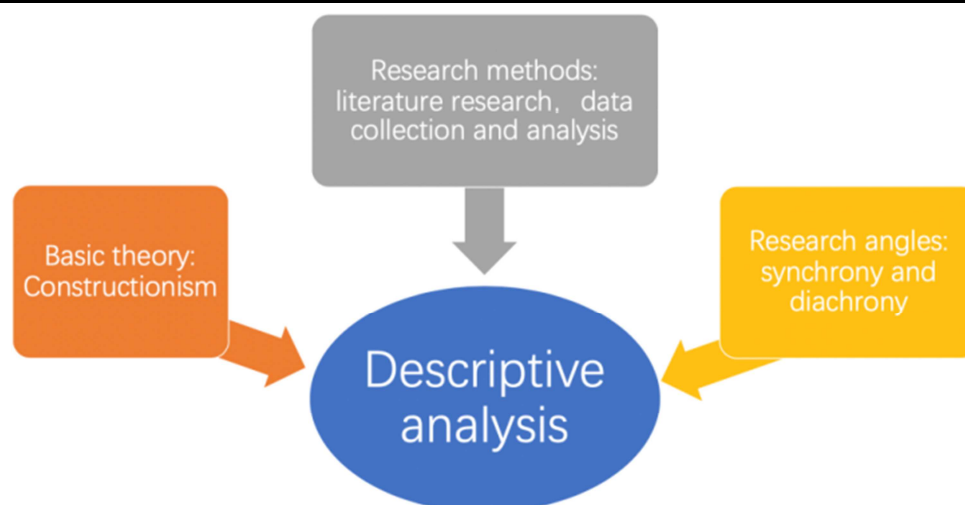 Research methods:
literature research， data
collection and analysis
Basic theory:
Constructionism
Research angles:
synchrony and
diachrony
Descriptive
analysis